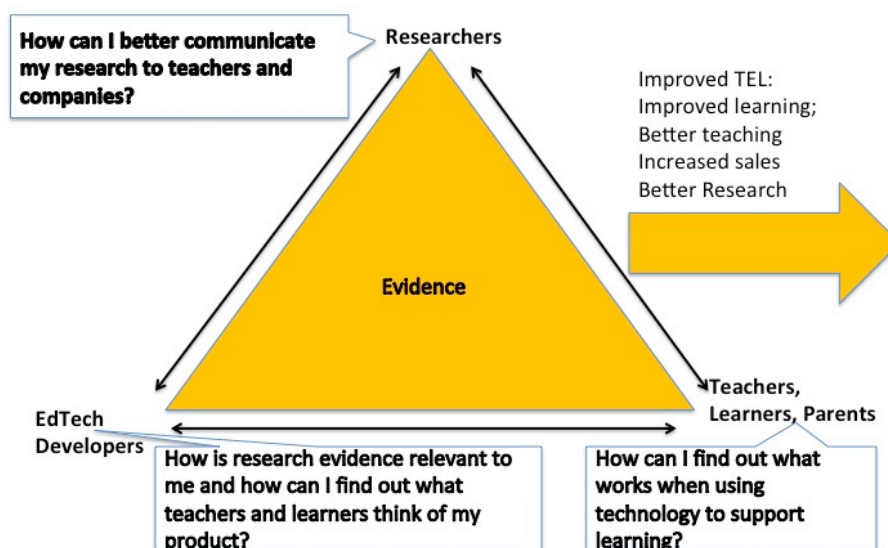 How can I better communicate
my research to teachers and
companies?
Researchers
Improved TEL:
Improved learning;
Better teaching
Increased sales
Better Research
Evidence
EdTech
Developers
Teachers,
Learners, Parents
How is research evidence relevant to
me and how can I find out what
teachers and learners think of my
product?
How can I find out what
works when using
technology to support
learning?